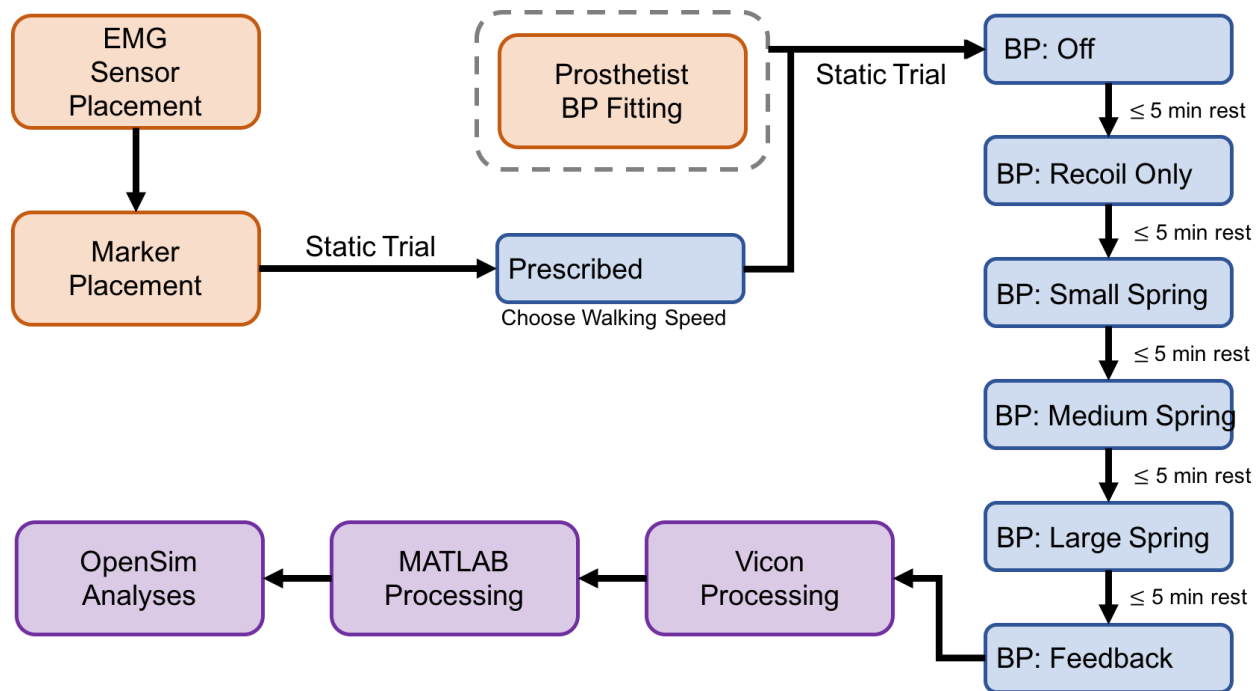 EMG
Sensor
Placement
Marker
Placement
Static Trial
Prescribed
Choose Walking Speed
Prosthetist
BP Fitting
Static Trial
BP: Off
≤ 5 min rest
BP: Recoil Only
≤ 5 min rest
BP: Small Spring
≤ 5 min rest
BP: Medium Spring
≤ 5 min rest
BP: Large Spring
≤ 5 min rest
BP: Feedback
Vicon
Processing
MATLAB
Processing
OpenSim
Analyses